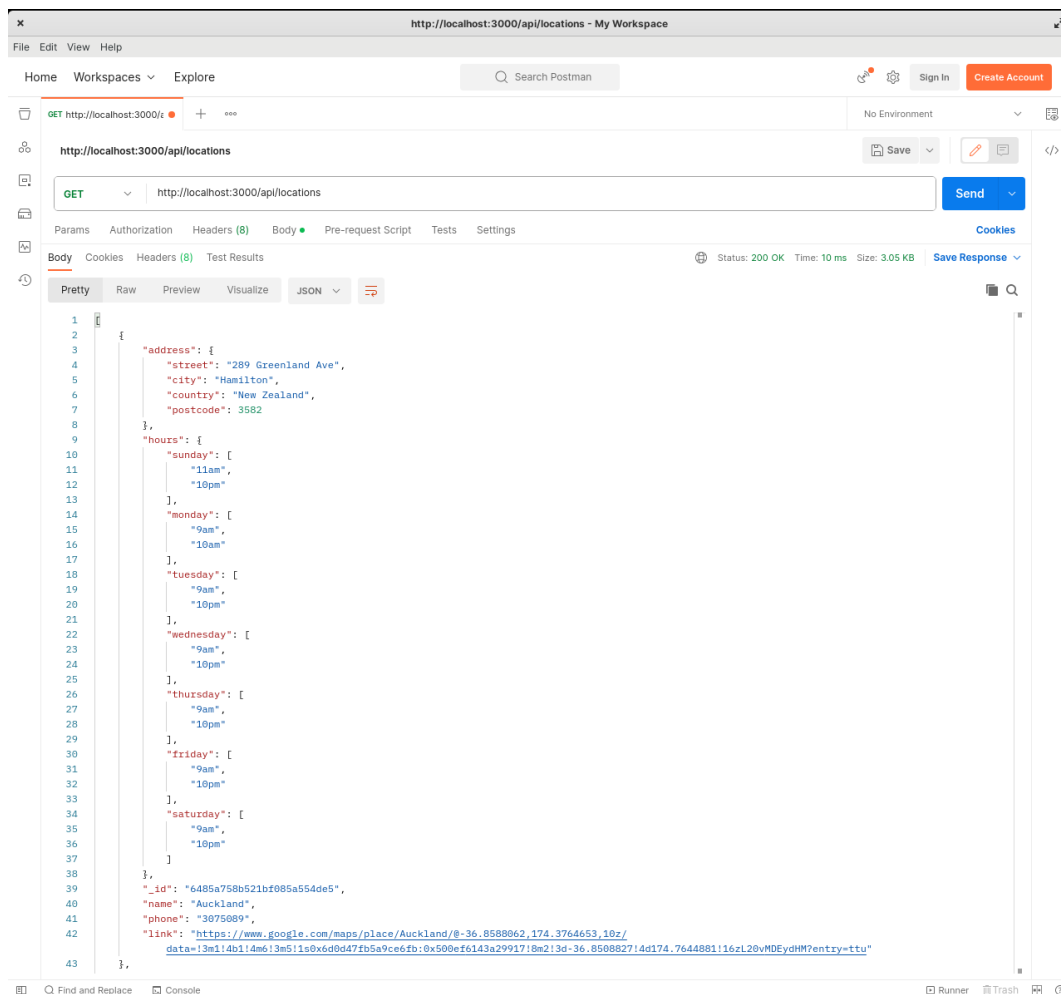 http://localhost:3000/api/locations - My Workspace
File Edit View Help
Home Workspaces Explore Search Postman Sign In Create Account
GET http://localhost:3000/a No Environment
http://localhost:3000/api/locations Save
GET http://localhost:3000/api/locations Send
Params Authorization Headers (8) Body Pre-request Script Tests Settings Cookies
Body Cookies Headers (8) Test Results Status: 200 OK Time: 10 ms Size: 3.05 KB Save Response
Pretty Raw Preview Visualize JSON
1 [
2 {
3 "address": {
4 "street": "289 Greenland Ave",
5 "city": "Hamilton",
6 "country": "New Zealand",
7 "postcode": 3582
8 },
9 "hours": {
10 "sunday": [
11 "11am",
12 "10pm"
13 ],
14 "monday": [
15 "9am",
16 "10am"
17 ],
18 "tuesday": [
19 "9am",
20 "10pm"
21 ],
22 "wednesday": [
23 "9am",
24 "10pm"
25 ],
26 "thursday": [
27 "9am",
28 "10pm"
29 ],
30 "friday": [
31 "9am",
32 "10pm"
33 ],
34 "saturday": [
35 "9am",
36 "10pm"
37 ]
38 },
39 "_id": "6485a758b521bf085a554de5",
40 "name": "Auckland",
41 "phone": "3075089",
42 "link": "https://www.google.com/maps/place/Auckland/@-36.8588062,174.3764653,10z/
data=!3m1!4b1!4m6!3m5!1s0x6d0d47fb5a9ce6fb:0x500ef6143a29917!8m2!3d-36.8508827!4d174.7644881!16zL20vMDEydHM?entry=ttu"
43 },
Find and Replace Console Runner Trash